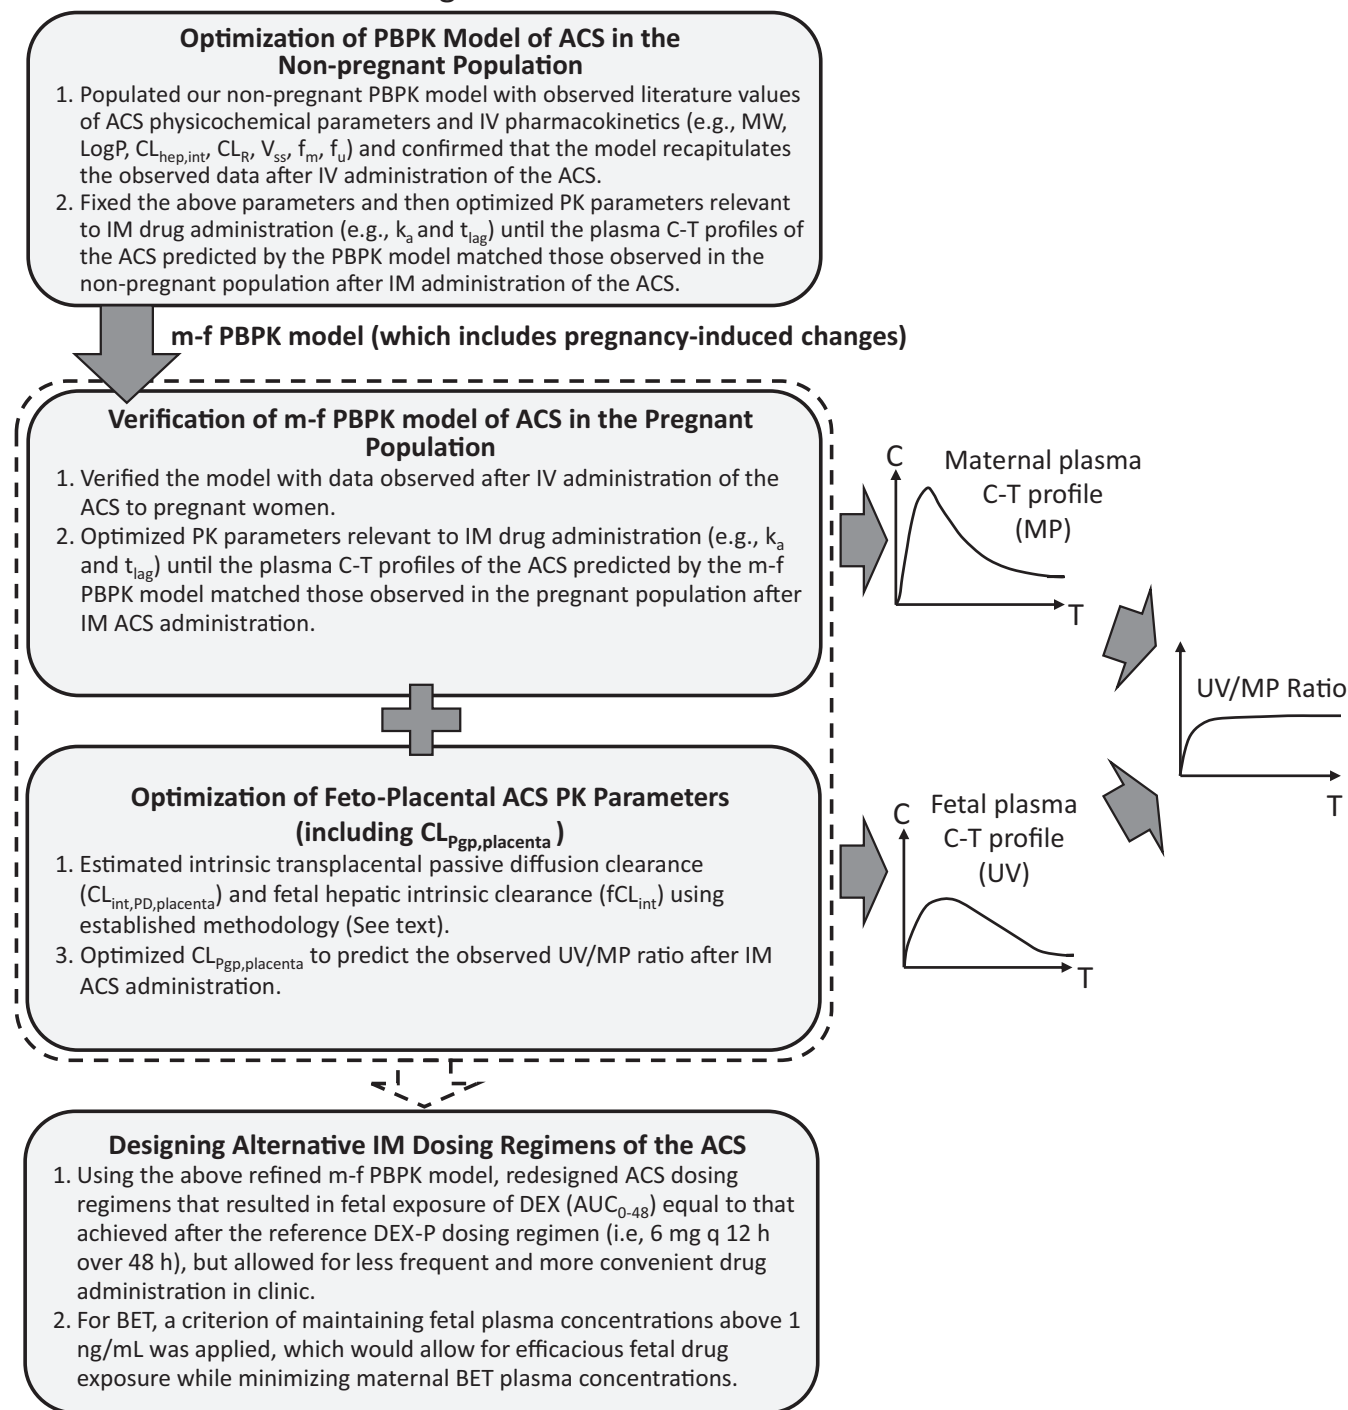 Optimization of PBPK Model of ACS in the
Non-pregnant Population
1. Populated our non-pregnant PBPK model with observed literature values
of ACS physicochemical parameters and IV pharmacokinetics (e.g., MW,
LogP, CLhep,int, CLR, Vss, fm, fu) and confirmed that the model recapitulates
the observed data after IV administration of the ACS.
2. Fixed the above parameters and then optimized PK parameters relevant
to IM drug administration (e.g., ka and tlag) until the plasma C-T profiles of
the ACS predicted by the PBPK model matched those observed in the
non-pregnant population after IM administration of the ACS.
m-f PBPK model (which includes pregnancy-induced changes)
Verification of m-f PBPK model of ACS in the Pregnant
Population
1. Verified the model with data observed after IV administration of the
ACS to pregnant women.
2. Optimized PK parameters relevant to IM drug administration (e.g., ka
and tlag) until the plasma C-T profiles of the ACS predicted by the m-f
PBPK model matched those observed in the pregnant population after
IM ACS administration.
C
Maternal plasma
C-T profile
(MP)
T
UV/MP Ratio
T
Optimization of Feto-Placental ACS PK Parameters
(including CLPgp,placenta )
1. Estimated intrinsic transplacental passive diffusion clearance
(CLint,PD,placenta) and fetal hepatic intrinsic clearance (fCLint) using
established methodology (See text).
3. Optimized CLPgp,placenta to predict the observed UV/MP ratio after IM
ACS administration.
C
Fetal plasma
C-T profile
(UV)
T
Designing Alternative IM Dosing Regimens of the ACS
1. Using the above refined m-f PBPK model, redesigned ACS dosing
regimens that resulted in fetal exposure of DEX (AUC0-48) equal to that
achieved after the reference DEX-P dosing regimen (i.e, 6 mg q 12 h
over 48 h), but allowed for less frequent and more convenient drug
administration in clinic.
2. For BET, a criterion of maintaining fetal plasma concentrations above 1
ng/mL was applied, which would allow for efficacious fetal drug
exposure while minimizing maternal BET plasma concentrations.